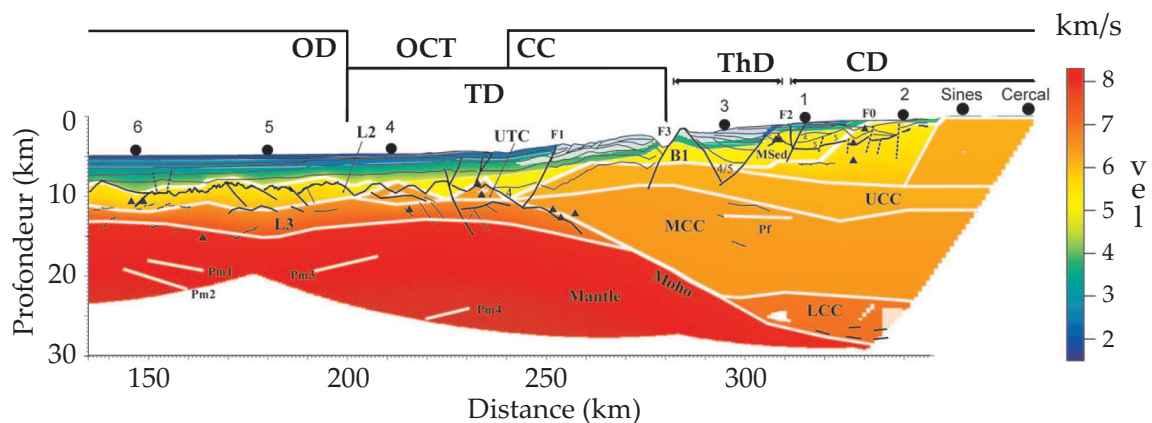 km/s
OD OCT CC
ThD CD
TD
8
7
6
5
4
3
2
vel
Sines Cercal
6 5 4 3 1 2
L2 UTC F1 F3 F2 F0
B1 MSed
4/5
4
UCC
MCC
Pf
L3
Pm1
Pm2
Pm3
Pm4
Mantle
Moho
LCC
0
10
20
30
Profondeur (km)
150 200 250 300
Distance (km)